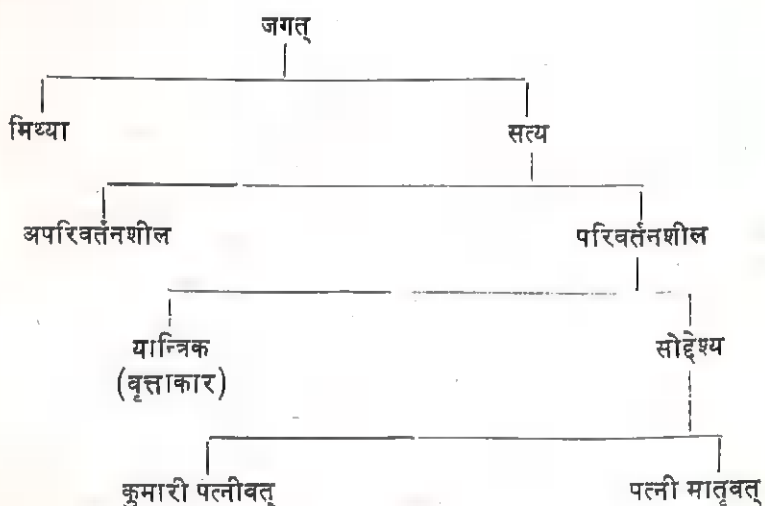 जगत्
मिथ्या
सत्य
अपरिवर्तनशील
परिवर्तनशील
यान्त्रिक
सोद्देश्य
(वृत्ताकार)
कुमारी पत्नीवत्
पत्नी मातृवत्